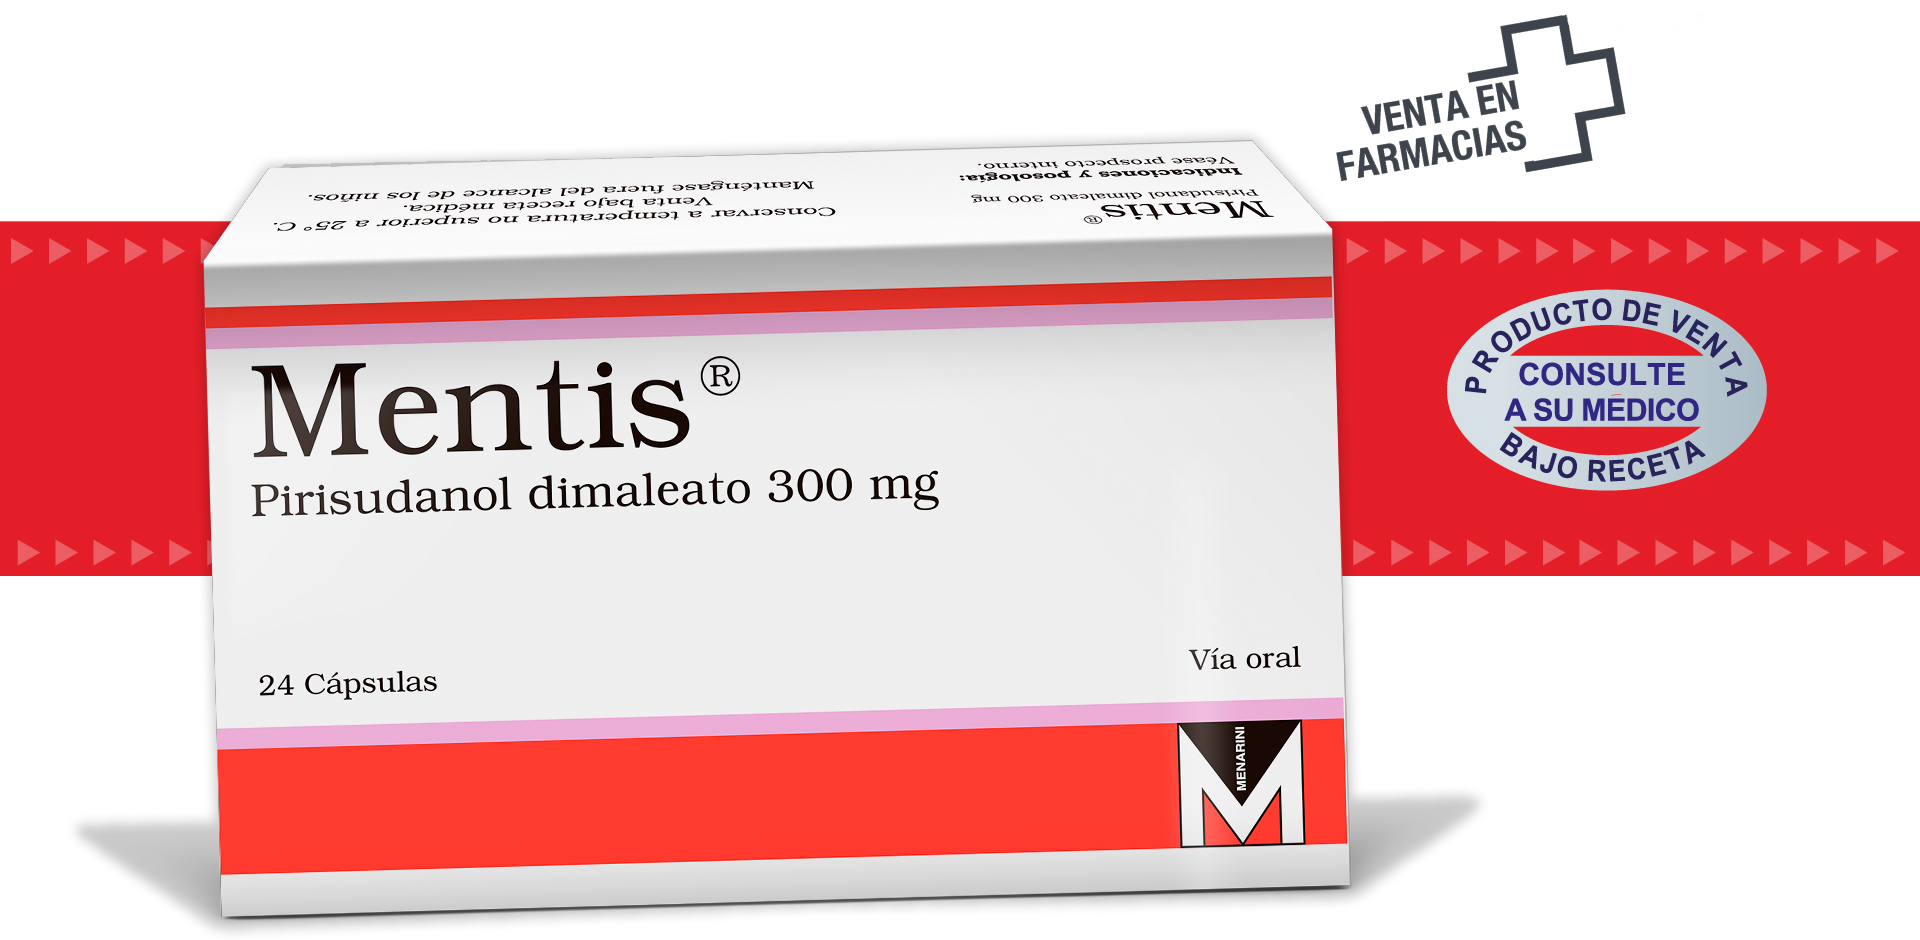 VENTA EN
FARMACIAS
Mentis®
Pirisudanol dimaleato 300 mg
Indicaciones y posología:
Véase prospecto interno.
Conservar a temperatura no superior a 25° C.
Venta bajo receta médica.
Manténgase fuera del alcance de los niños.
Mentis®
Pirisudanol dimaleato 300 mg
24 Cápsulas
Vía oral
MENARINI
PRODUCTO DE VENTA
CONSULTE
A SU MÉDICO
BAJO RECETA